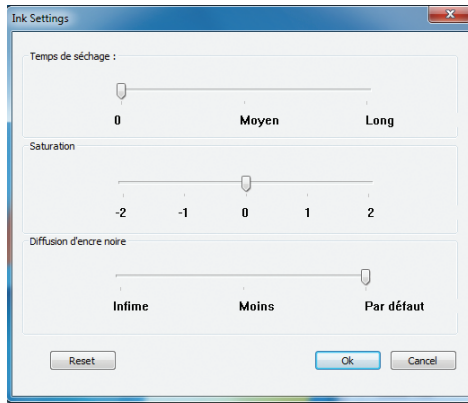 Ink Settings
Temps de séchage :
0 Moyen Long
Saturation
-2 -1 0 1 2
Diffusion d'encre noire
Infime Moins Par défaut
Reset Ok Cancel